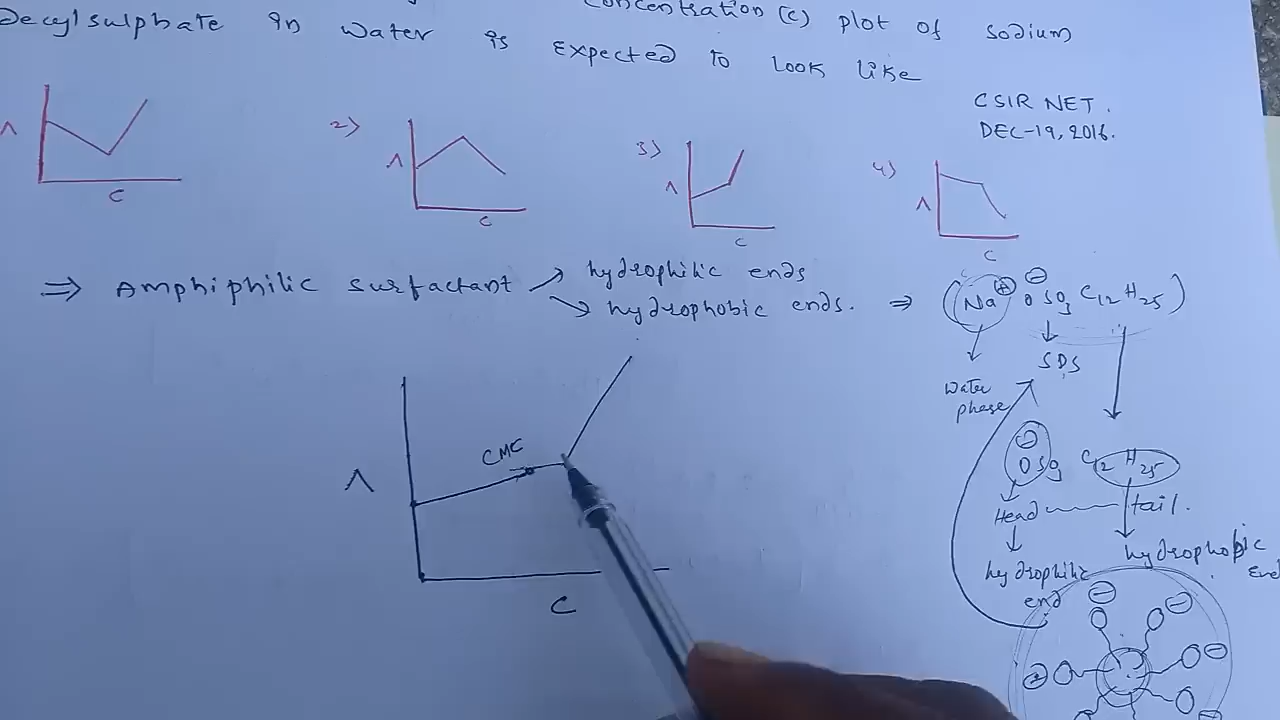 concentration (c) plot of sodium
Decylsulphate in water is expected to look like
CSIR NET.
DEC-19, 2016.
Λ
C
2)
Λ
C
3)
Λ
C
4)
Λ
C
⇒ Amphiphilic surfactant
hydrophilic ends
hydrophobic ends. ⇒
(Na⊕ ⊖OSO3 C12H25)
SDS
Water phase
⊖
OSO3
C12H25
Head
tail.
hydrophilic end
hydrophobic End
CMC
Λ
C